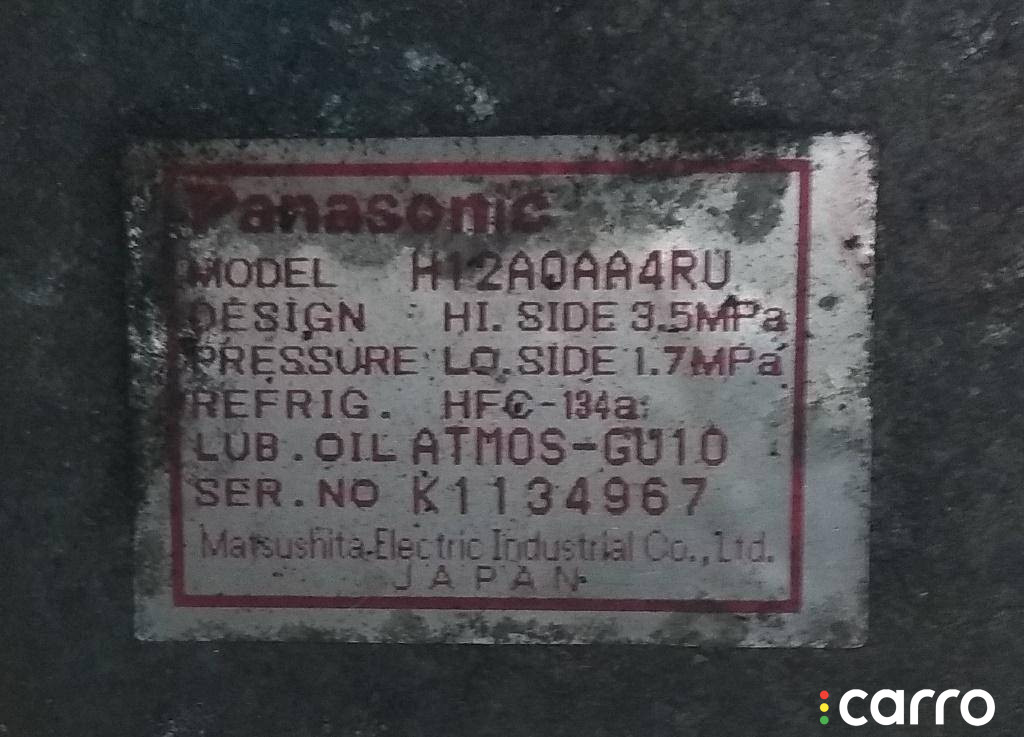 Panasonic
MODEL H12A0AA4RU
DESIGN HI. SIDE 3.5MPa
PRESSURE LO. SIDE 1.7MPa
REFRIG. HFC-134a
LUB. OIL ATMOS-GU10
SER. NO K1134967
Matsushita Electric Industrial Co., Ltd.
JAPAN
carro